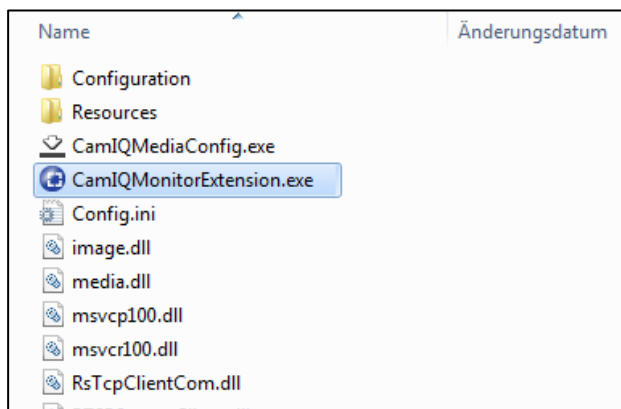 Name Änderungsdatum
Configuration
Resources
CamIQMediaConfig.exe
CamIQMonitorExtension.exe
Config.ini
image.dll
media.dll
msvcp100.dll
msvcr100.dll
RsTcpClientCom.dll